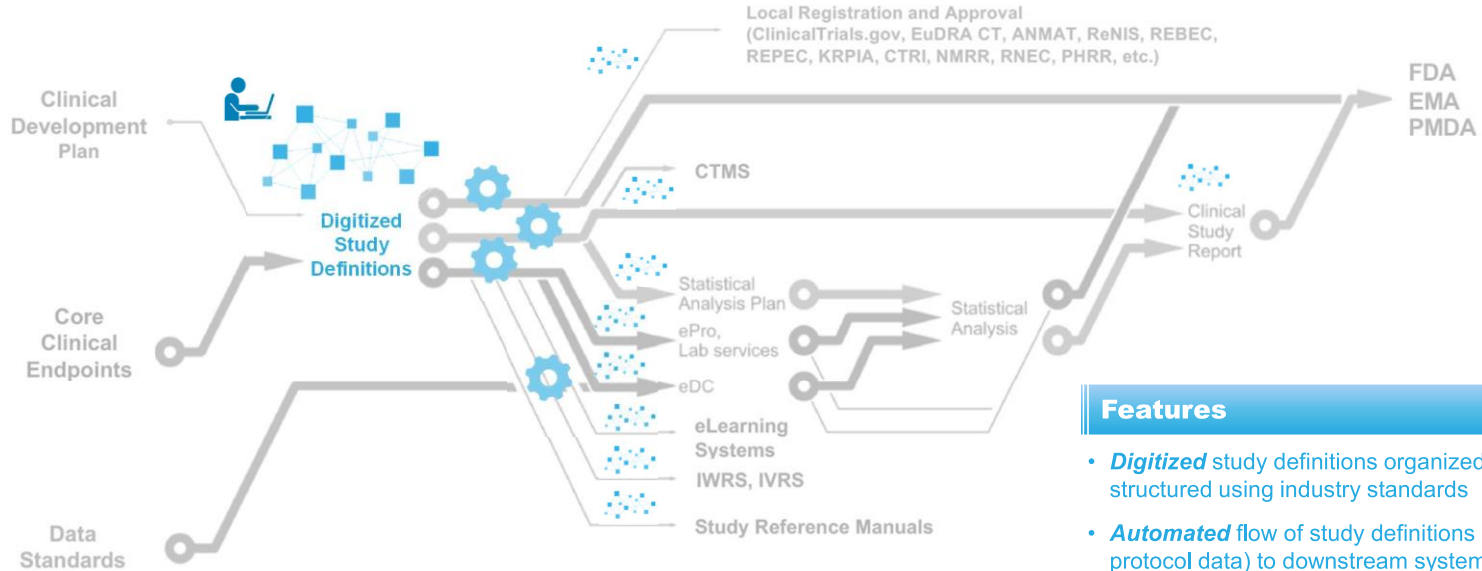 Local Registration and Approval
(ClinicalTrials.gov, EuDRA CT, ANMAT, ReNIS, REBEC,
REPEC, KRPIA, CTRI, NMRR, RNEC, PHRR, etc.)
FDA
EMA
PMDA
Clinical
Development
Plan
CTMS
Digitized
Study
Definitions
Clinical
Study
Report
Statistical
Analysis Plan
Statistical
Analysis
Core
Clinical
Endpoints
ePro,
Lab services
eDC
eLearning
Systems
IWRS, IVRS
Study Reference Manuals
Data
Standards
Features
• Digitized study definitions organized
structured using industry standards
• Automated flow of study definitions
protocol data) to downstream system